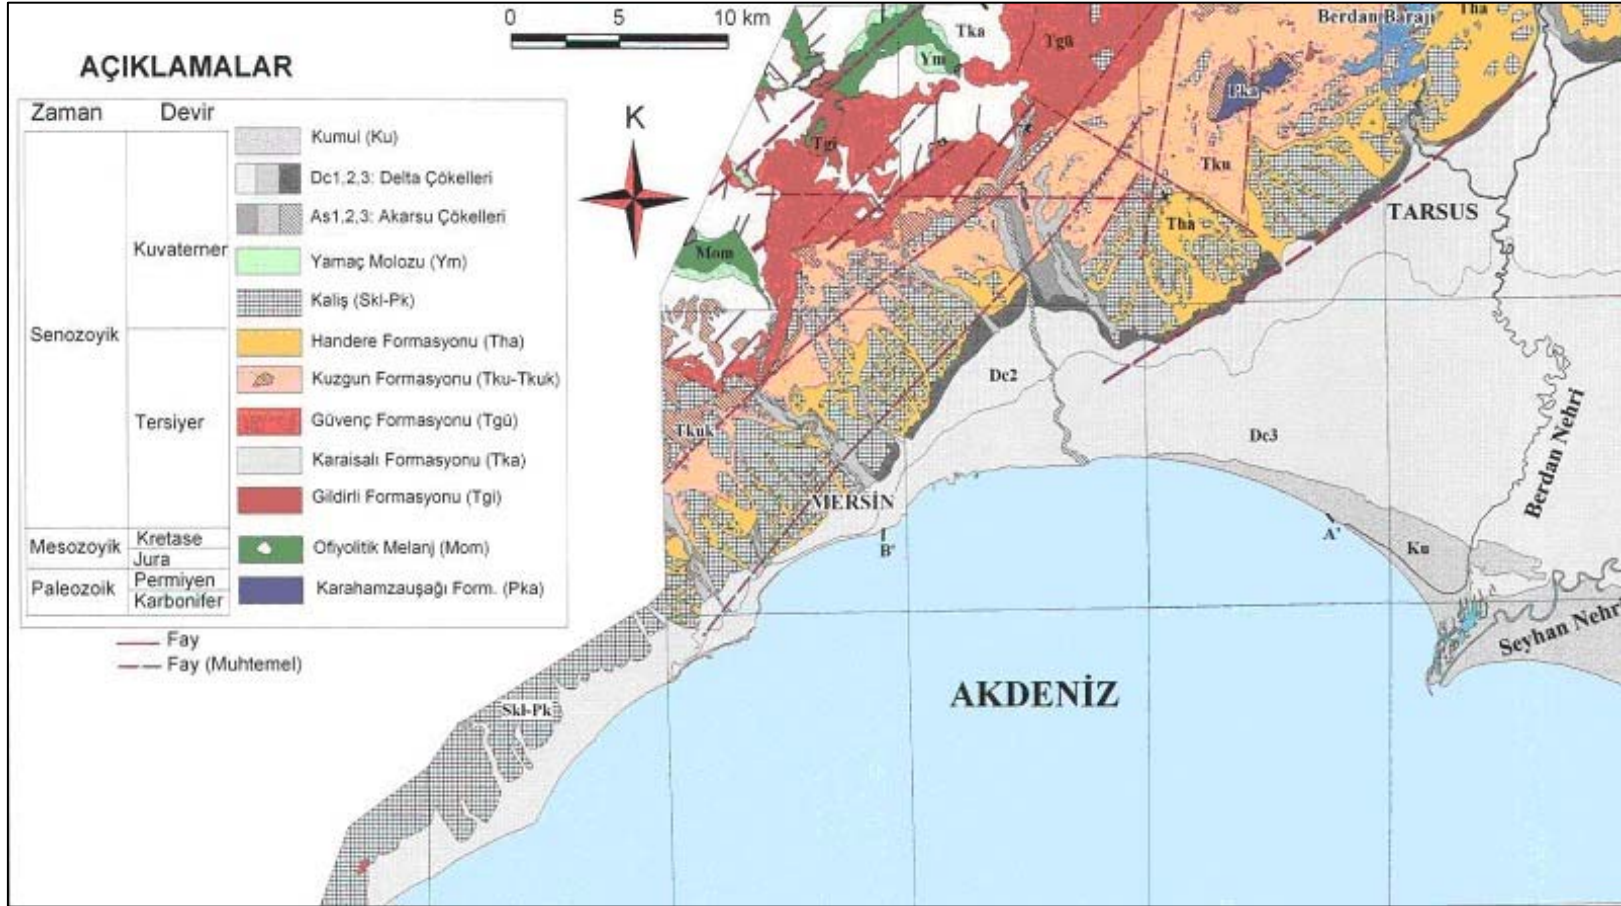 0 5 10 km
AÇIKLAMALAR
Zaman Devir
Kumul (Ku)
Dc1,2,3: Delta Çökelleri
As1,2,3: Akarsu Çökelleri
Kuvaterner
Yamaç Molozu (Ym)
Kaliş (Skl-Pk)
Senozoyik
Handere Formasyonu (Tha)
Kuzgun Formasyonu (Tku-Tkuk)
Tersiyer
Güvenç Formasyonu (Tgü)
Karaisalı Formasyonu (Tka)
Gildirli Formasyonu (Tgi)
Mesozoyik
Kretase
Jura
Ofiyolitik Melanj (Mom)
Paleozoik
Permiyen
Karbonifer
Karahamzauşağı Form. (Pka)
Fay
Fay (Muhtemel)
K
Tka
Tgü
Ym
Berdan Barajı
Tha
Tgi
Tku
TARSUS
Tha
Mom
Dc2
Tkuk
Dc3
Berdan Nehri
MERSİN
B'
A'
Ku
Seyhan Nehri
AKDENİZ
Skl-Pk